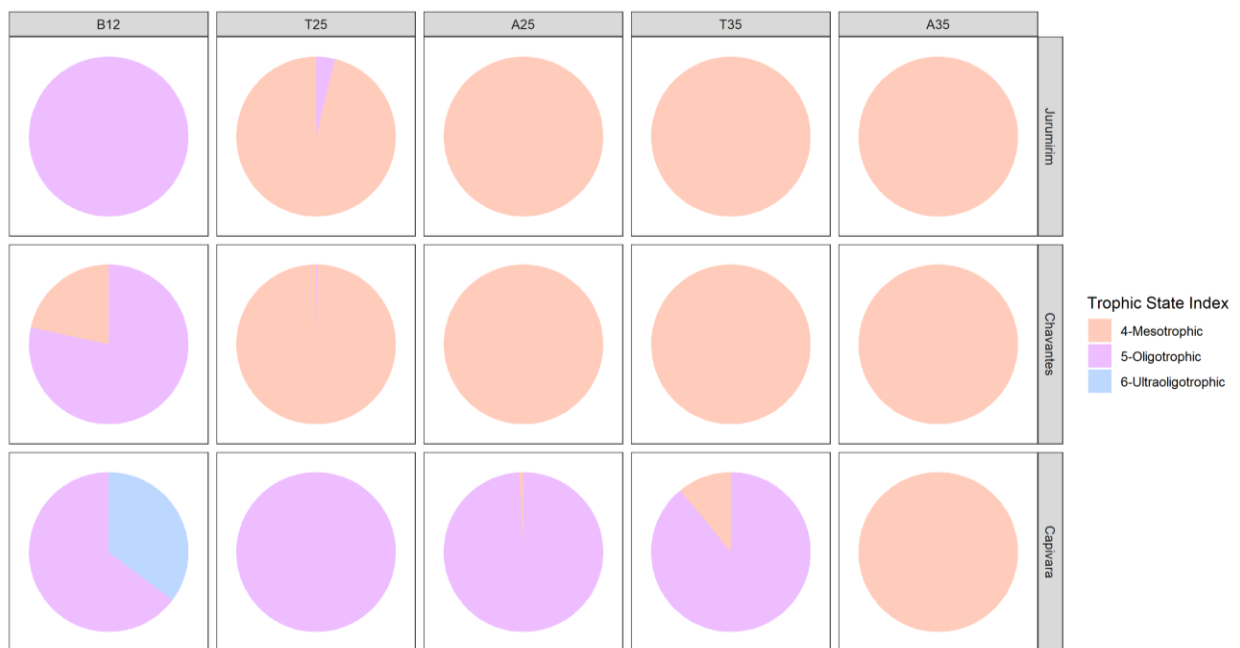 B12 T25 A25 T35 A35
Jurumirim
Chavantes
Capivara
Trophic State Index
4-Mesotrophic
5-Oligotrophic
6-Ultraoligotrophic